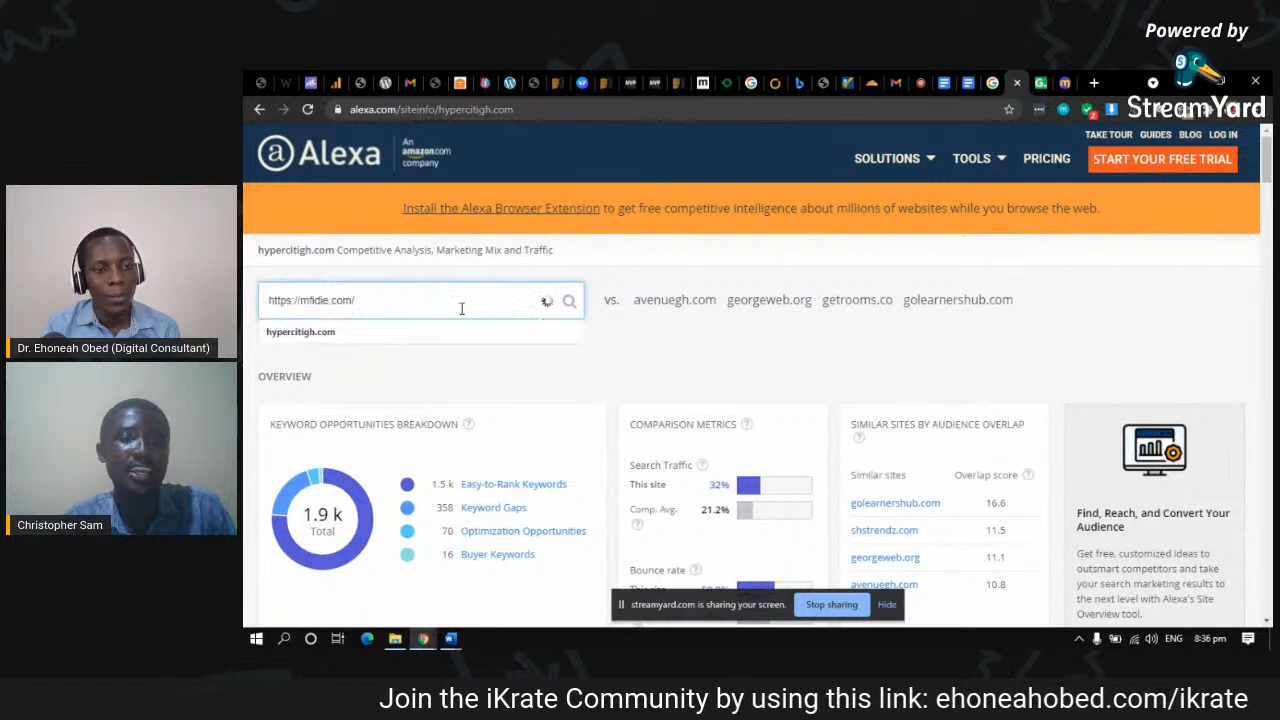 Powered by
StreamYard
alexa.com/siteinfo/hypercitigh.com
TAKE TOUR GUIDES BLOG LOG IN
Alexa
An
amazon.com
company
SOLUTIONS TOOLS PRICING START YOUR FREE TRIAL
Install the Alexa Browser Extension to get free competitive intelligence about millions of websites while you browse the web.
hypercitigh.com Competitive Analysis, Marketing Mix and Traffic
https://mfidie.com/
vs. avenuegh.com georgeweb.org getrooms.co golearnershub.com
hypercitigh.com
OVERVIEW
KEYWORD OPPORTUNITIES BREAKDOWN
1.9 k
Total
1.5 k Easy-to-Rank Keywords
358 Keyword Gaps
70 Optimization Opportunities
16 Buyer Keywords
COMPARISON METRICS
Search Traffic
This site 32%
Comp. Avg. 21.2%
Bounce rate
SIMILAR SITES BY AUDIENCE OVERLAP
Similar sites Overlap score
golearnershub.com 16.6
shstrendz.com 11.5
georgeweb.org 11.1
avenuegh.com 10.8
Find, Reach, and Convert Your
Audience
Get free, customized ideas to
outsmart competitors and take
your search marketing results to
the next level with Alexa's Site
Overview tool.
streamyard.com is sharing your screen. Stop sharing Hide
ENG 8:36 pm
Dr. Ehoneah Obed (Digital Consultant)
Christopher Sam
Join the iKrate Community by using this link: ehoneahobed.com/ikrate